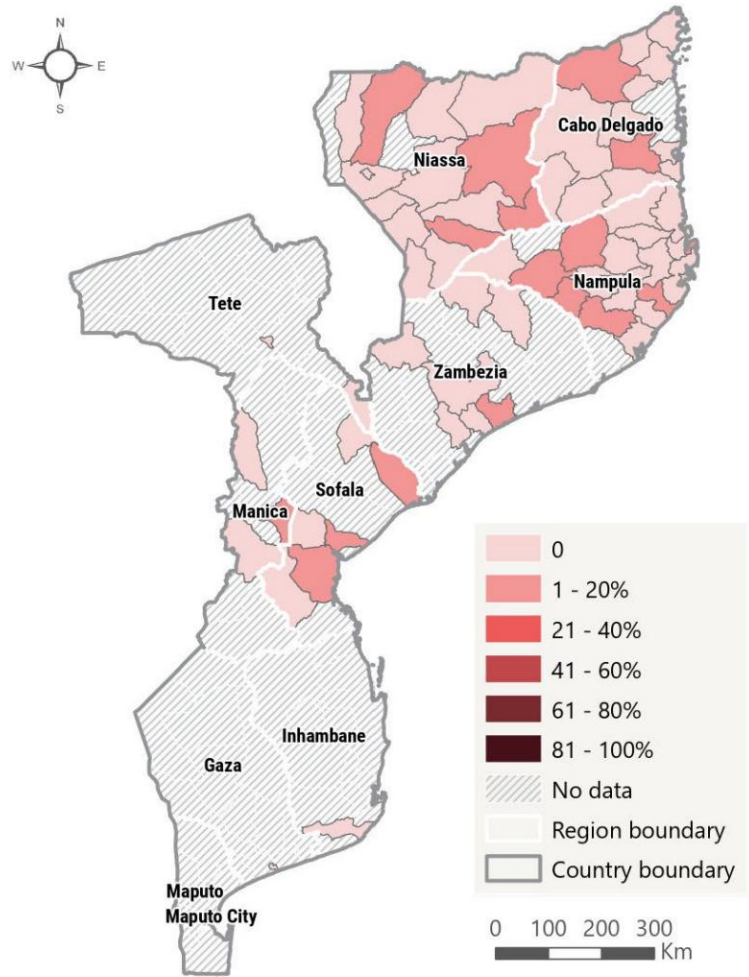 N
W
E
S
Cabo Delgado
Niassa
Nampula
Tete
Zambezia
Sofala
Manica
Inhambane
Gaza
Maputo
Maputo City
0
1 - 20%
21 - 40%
41 - 60%
61 - 80%
81 - 100%
No data
Region boundary
Country boundary
0 100 200 300
Km